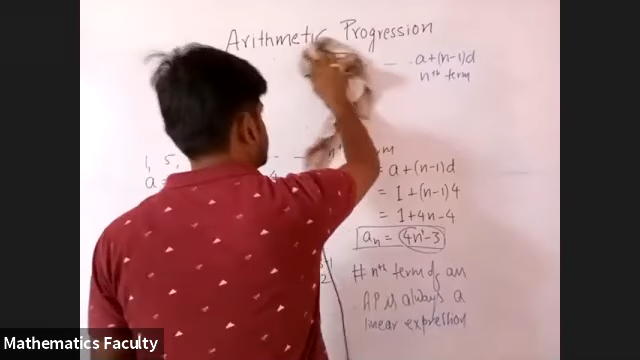 Arithmetic Progression
a+(n-1)d
nth term
1, 5,
a =
= a+(n-1)d
= 1+(n-1)4
= 1+4n-4
an = 4n¹-3
# nth term of an
AP is always a
linear expression
Mathematics Faculty